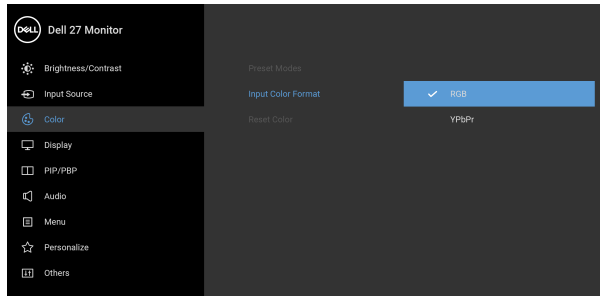 DELL Dell 27 Monitor
Brightness/Contrast
Input Source
Color
Display
PIP/PBP
Audio
Menu
Personalize
Others
Preset Modes
Input Color Format
Reset Color
RGB
YPbPr